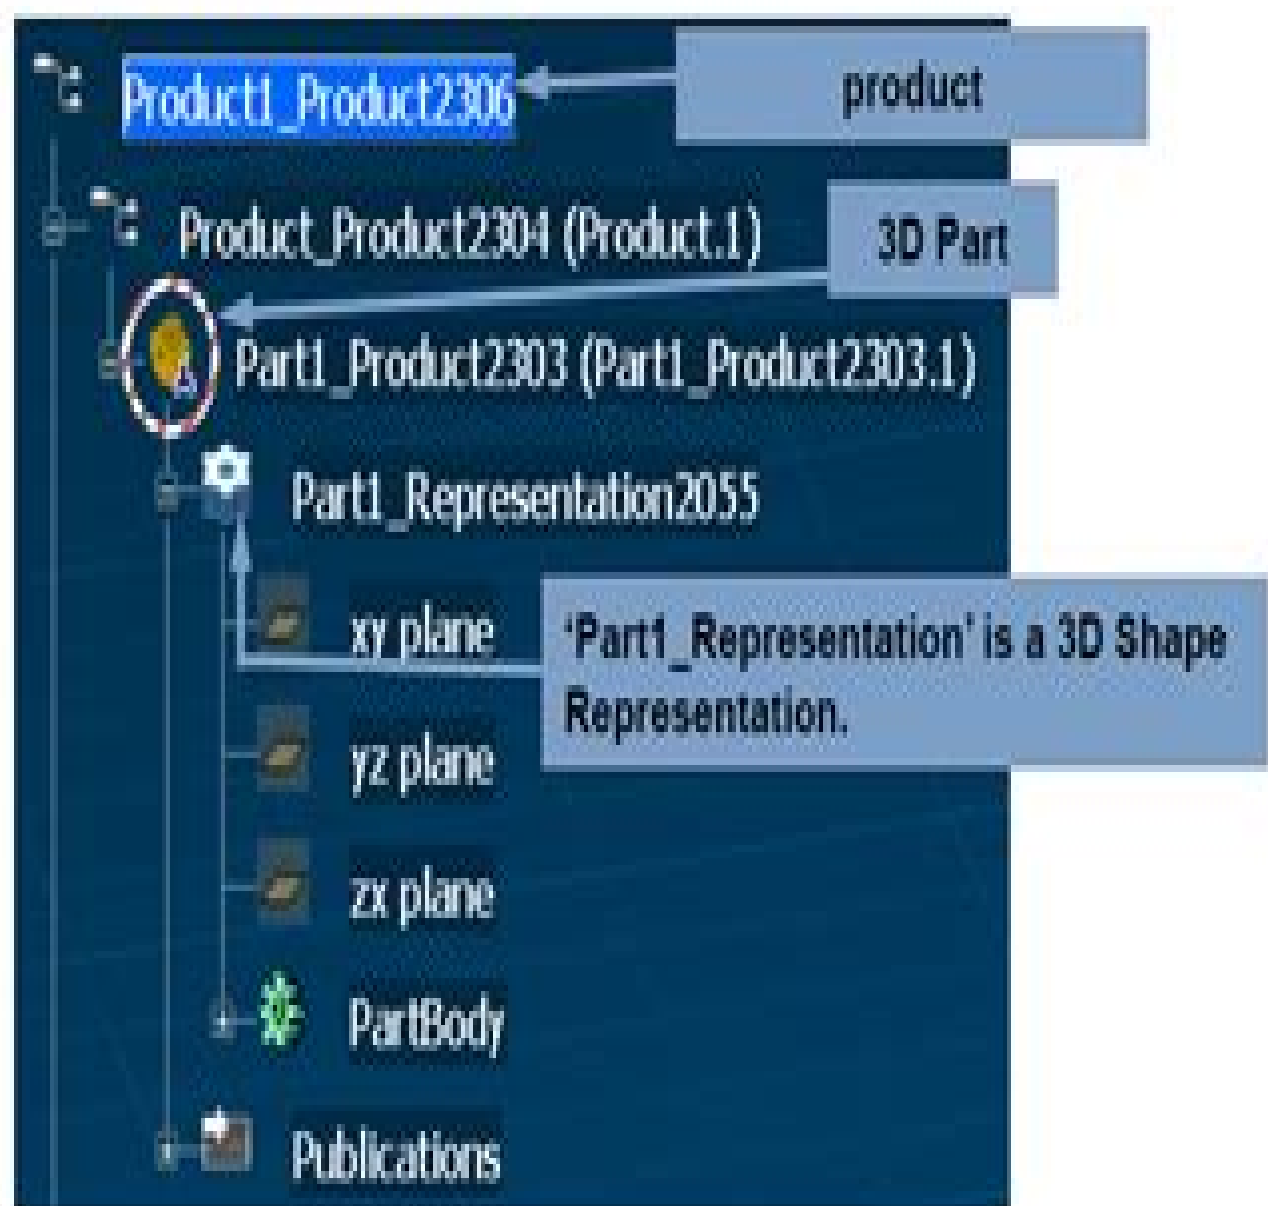 Product1_Product2306
product
Product_Product2304 (Product.1)
3D Part
Part1_Product2303 (Part1_Product2303.1)
Part1_Representation2055
xy plane
'Part1_Representation' is a 3D Shape
Representation.
yz plane
zx plane
PartBody
Publications